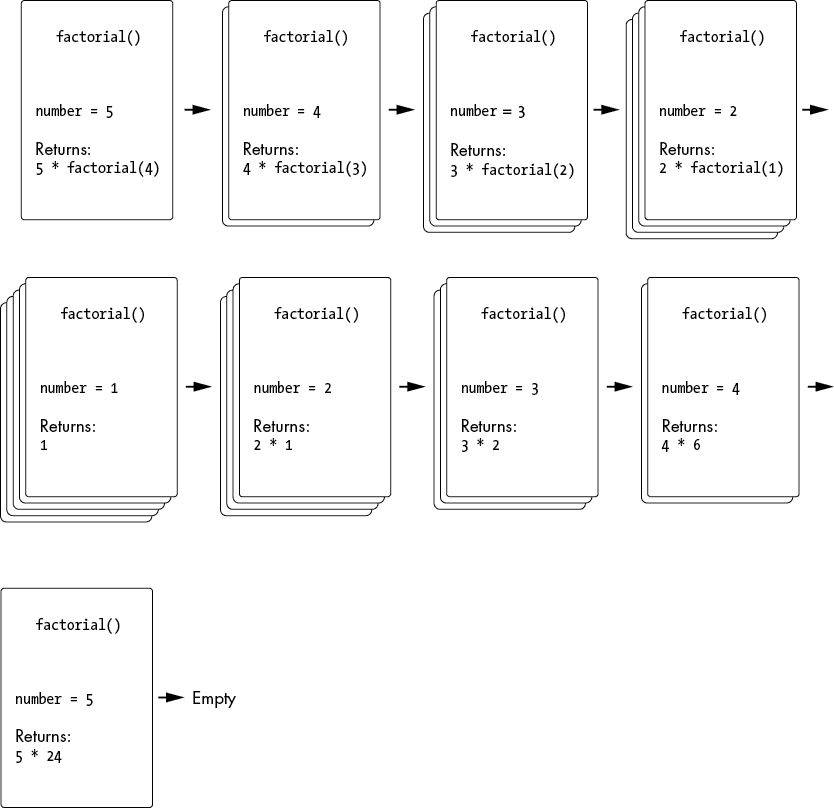 factorial()
number = 5
Returns:
5 * factorial(4)
factorial()
number = 4
Returns:
4 * factorial(3)
factorial()
number = 3
Returns:
3 * factorial(2)
factorial()
number = 2
Returns:
2 * factorial(1)
factorial()
number = 1
Returns:
1
factorial()
number = 2
Returns:
2 * 1
factorial()
number = 3
Returns:
3 * 2
factorial()
number = 4
Returns:
4 * 6
factorial()
number = 5
Returns:
5 * 24
Empty